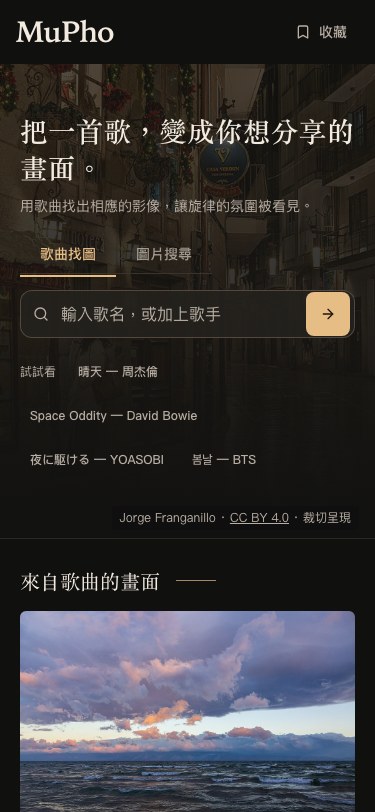 MuPho
收藏
把一首歌，變成你想分享的
畫面。
用歌曲找出相應的影像，讓旋律的氛圍被看見。
歌曲找圖
圖片搜尋
輸入歌名，或加上歌手
試試看
晴天 — 周杰倫
Space Oddity — David Bowie
夜に駆ける — YOASOBI
봄날 — BTS
Jorge Franganillo · CC BY 4.0 · 裁切呈現
來自歌曲的畫面